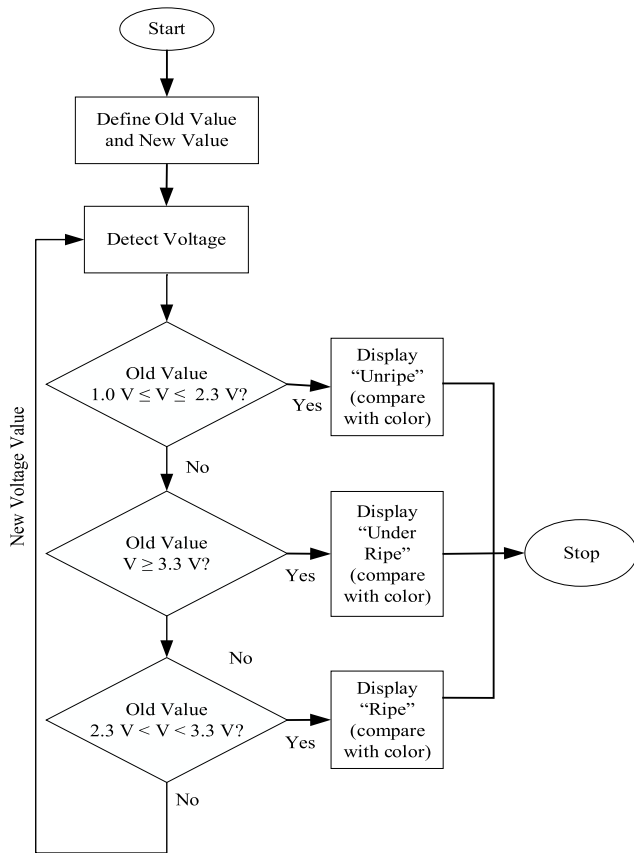 Start
Define Old Value
and New Value
Detect Voltage
Old Value
1.0 V ≤ V ≤ 2.3 V?
Yes
Display
“Unripe”
(compare
with color)
No
Old Value
V ≥ 3.3 V?
Yes
Display
“Under
Ripe”
(compare
with color)
Stop
No
Old Value
2.3 V < V < 3.3 V?
Yes
Display
“Ripe”
(compare
with color)
No
New Voltage Value